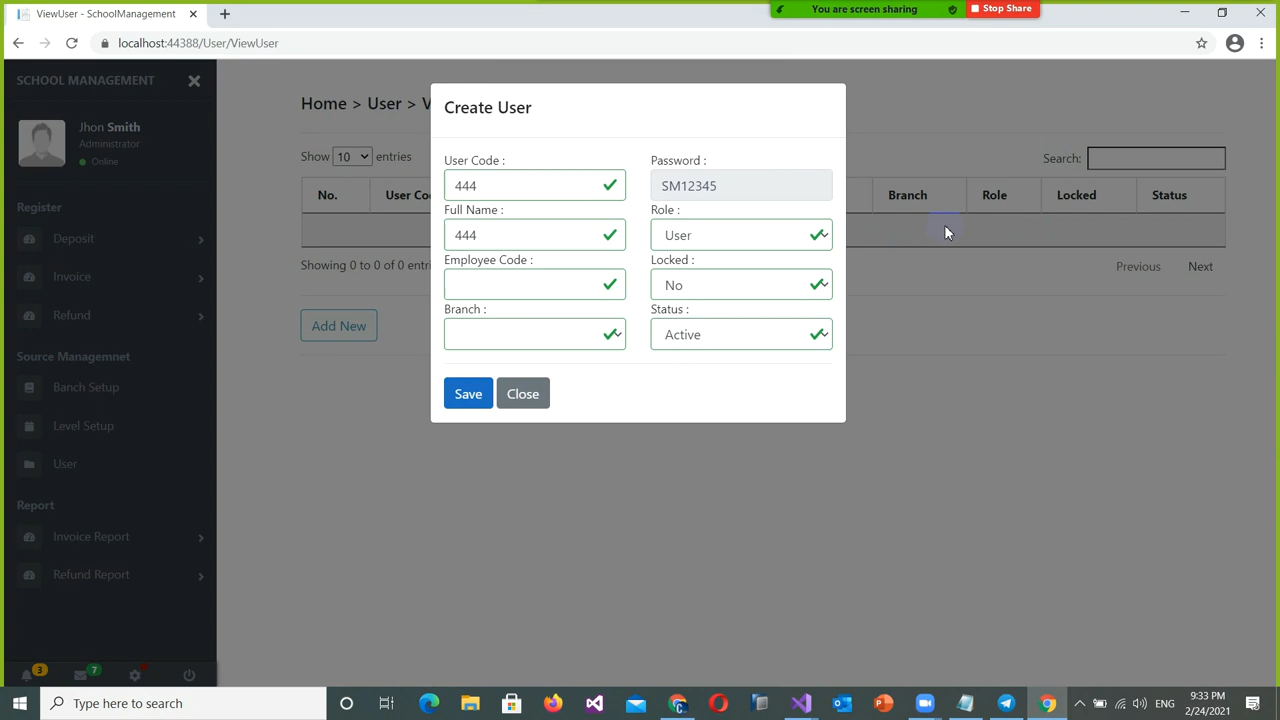 ViewUser - SchoolManagement
You are screen sharing
Stop Share
localhost:44388/User/ViewUser
SCHOOL MANAGEMENT
Jhon Smith
Administrator
Online
Register
Deposit
Invoice
Refund
Source Managemnet
Banch Setup
Level Setup
User
Report
Invoice Report
Refund Report
3
7
Home > User > V
Show 10 entries
Search:
No.
User Co
Branch
Role
Locked
Status
Showing 0 to 0 of 0 entri
Previous
Next
Add New
Create User
User Code :
Password :
444
SM12345
Full Name :
Role :
444
User
Employee Code :
Locked :
No
Branch :
Status :
Active
Save
Close
Type here to search
ENG
9:33 PM
2/24/2021